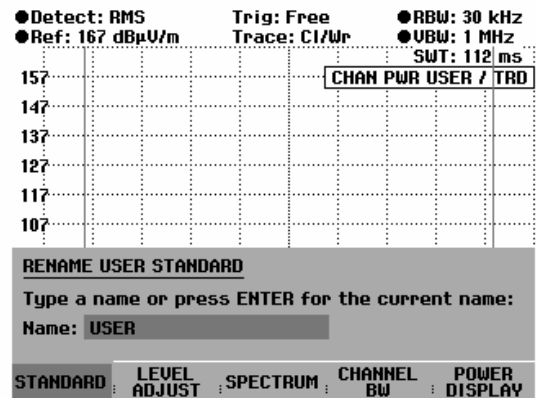 ●Detect: RMS Trig: Free ●RBW: 30 kHz
●Ref: 167 dBµV/m Trace: Cl/Wr ●VBW: 1 MHz
SWT: 112 ms
CHAN PWR USER / TRD
157
147
137
127
117
107
RENAME USER STANDARD
Type a name or press ENTER for the current name:
Name: USER
STANDARD LEVEL ADJUST SPECTRUM CHANNEL BW POWER DISPLAY